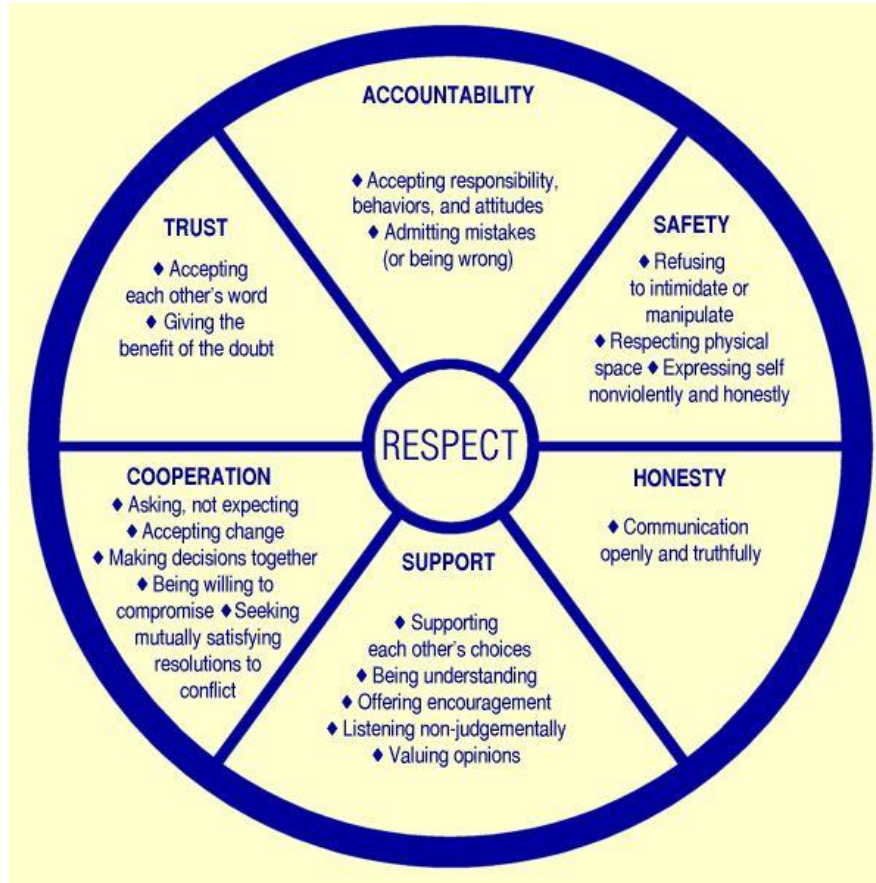 ACCOUNTABILITY
♦ Accepting responsibility,
behaviors, and attitudes
♦ Admitting mistakes
(or being wrong)
TRUST
♦ Accepting
each other's word
♦ Giving the
benefit of the doubt
SAFETY
♦ Refusing
to intimidate or
manipulate
♦ Respecting physical
space ♦ Expressing self
nonviolently and honestly
RESPECT
COOPERATION
♦ Asking, not expecting
♦ Accepting change
♦ Making decisions together
♦ Being willing to
compromise ♦ Seeking
mutually satisfying
resolutions to
conflict
SUPPORT
♦ Supporting
each other's choices
♦ Being understanding
♦ Offering encouragement
♦ Listening non-judgementally
♦ Valuing opinions
HONESTY
♦ Communication
openly and truthfully